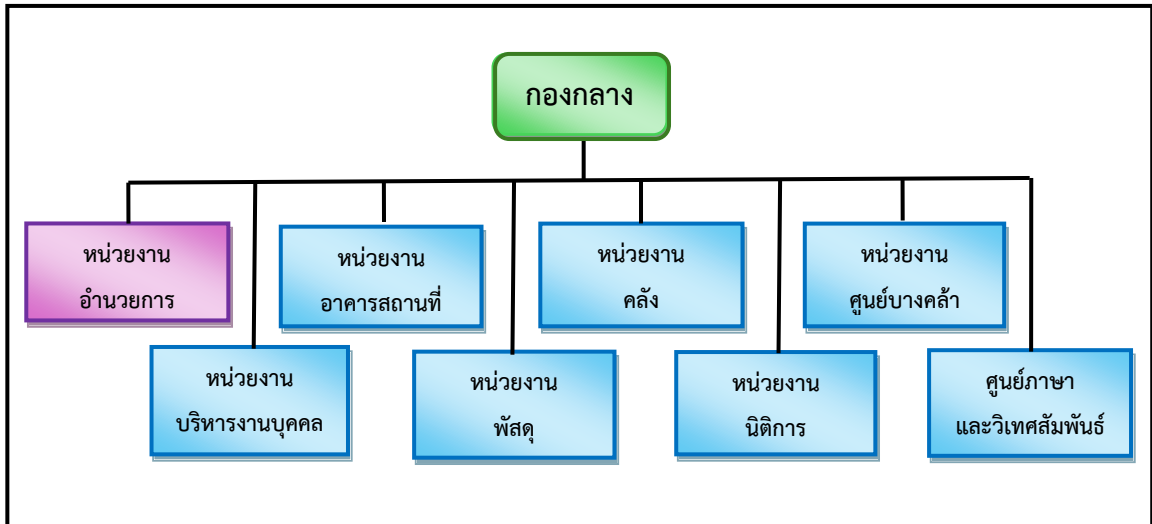 กองกลาง
หน่วยงาน
อำนวยการ
หน่วยงาน
อาคารสถานที่
หน่วยงาน
คลัง
หน่วยงาน
ศูนย์บางคล้า
หน่วยงาน
บริหารงานบุคคล
หน่วยงาน
พัสดุ
หน่วยงาน
นิติการ
ศูนย์ภาษา
และวิเทศสัมพันธ์